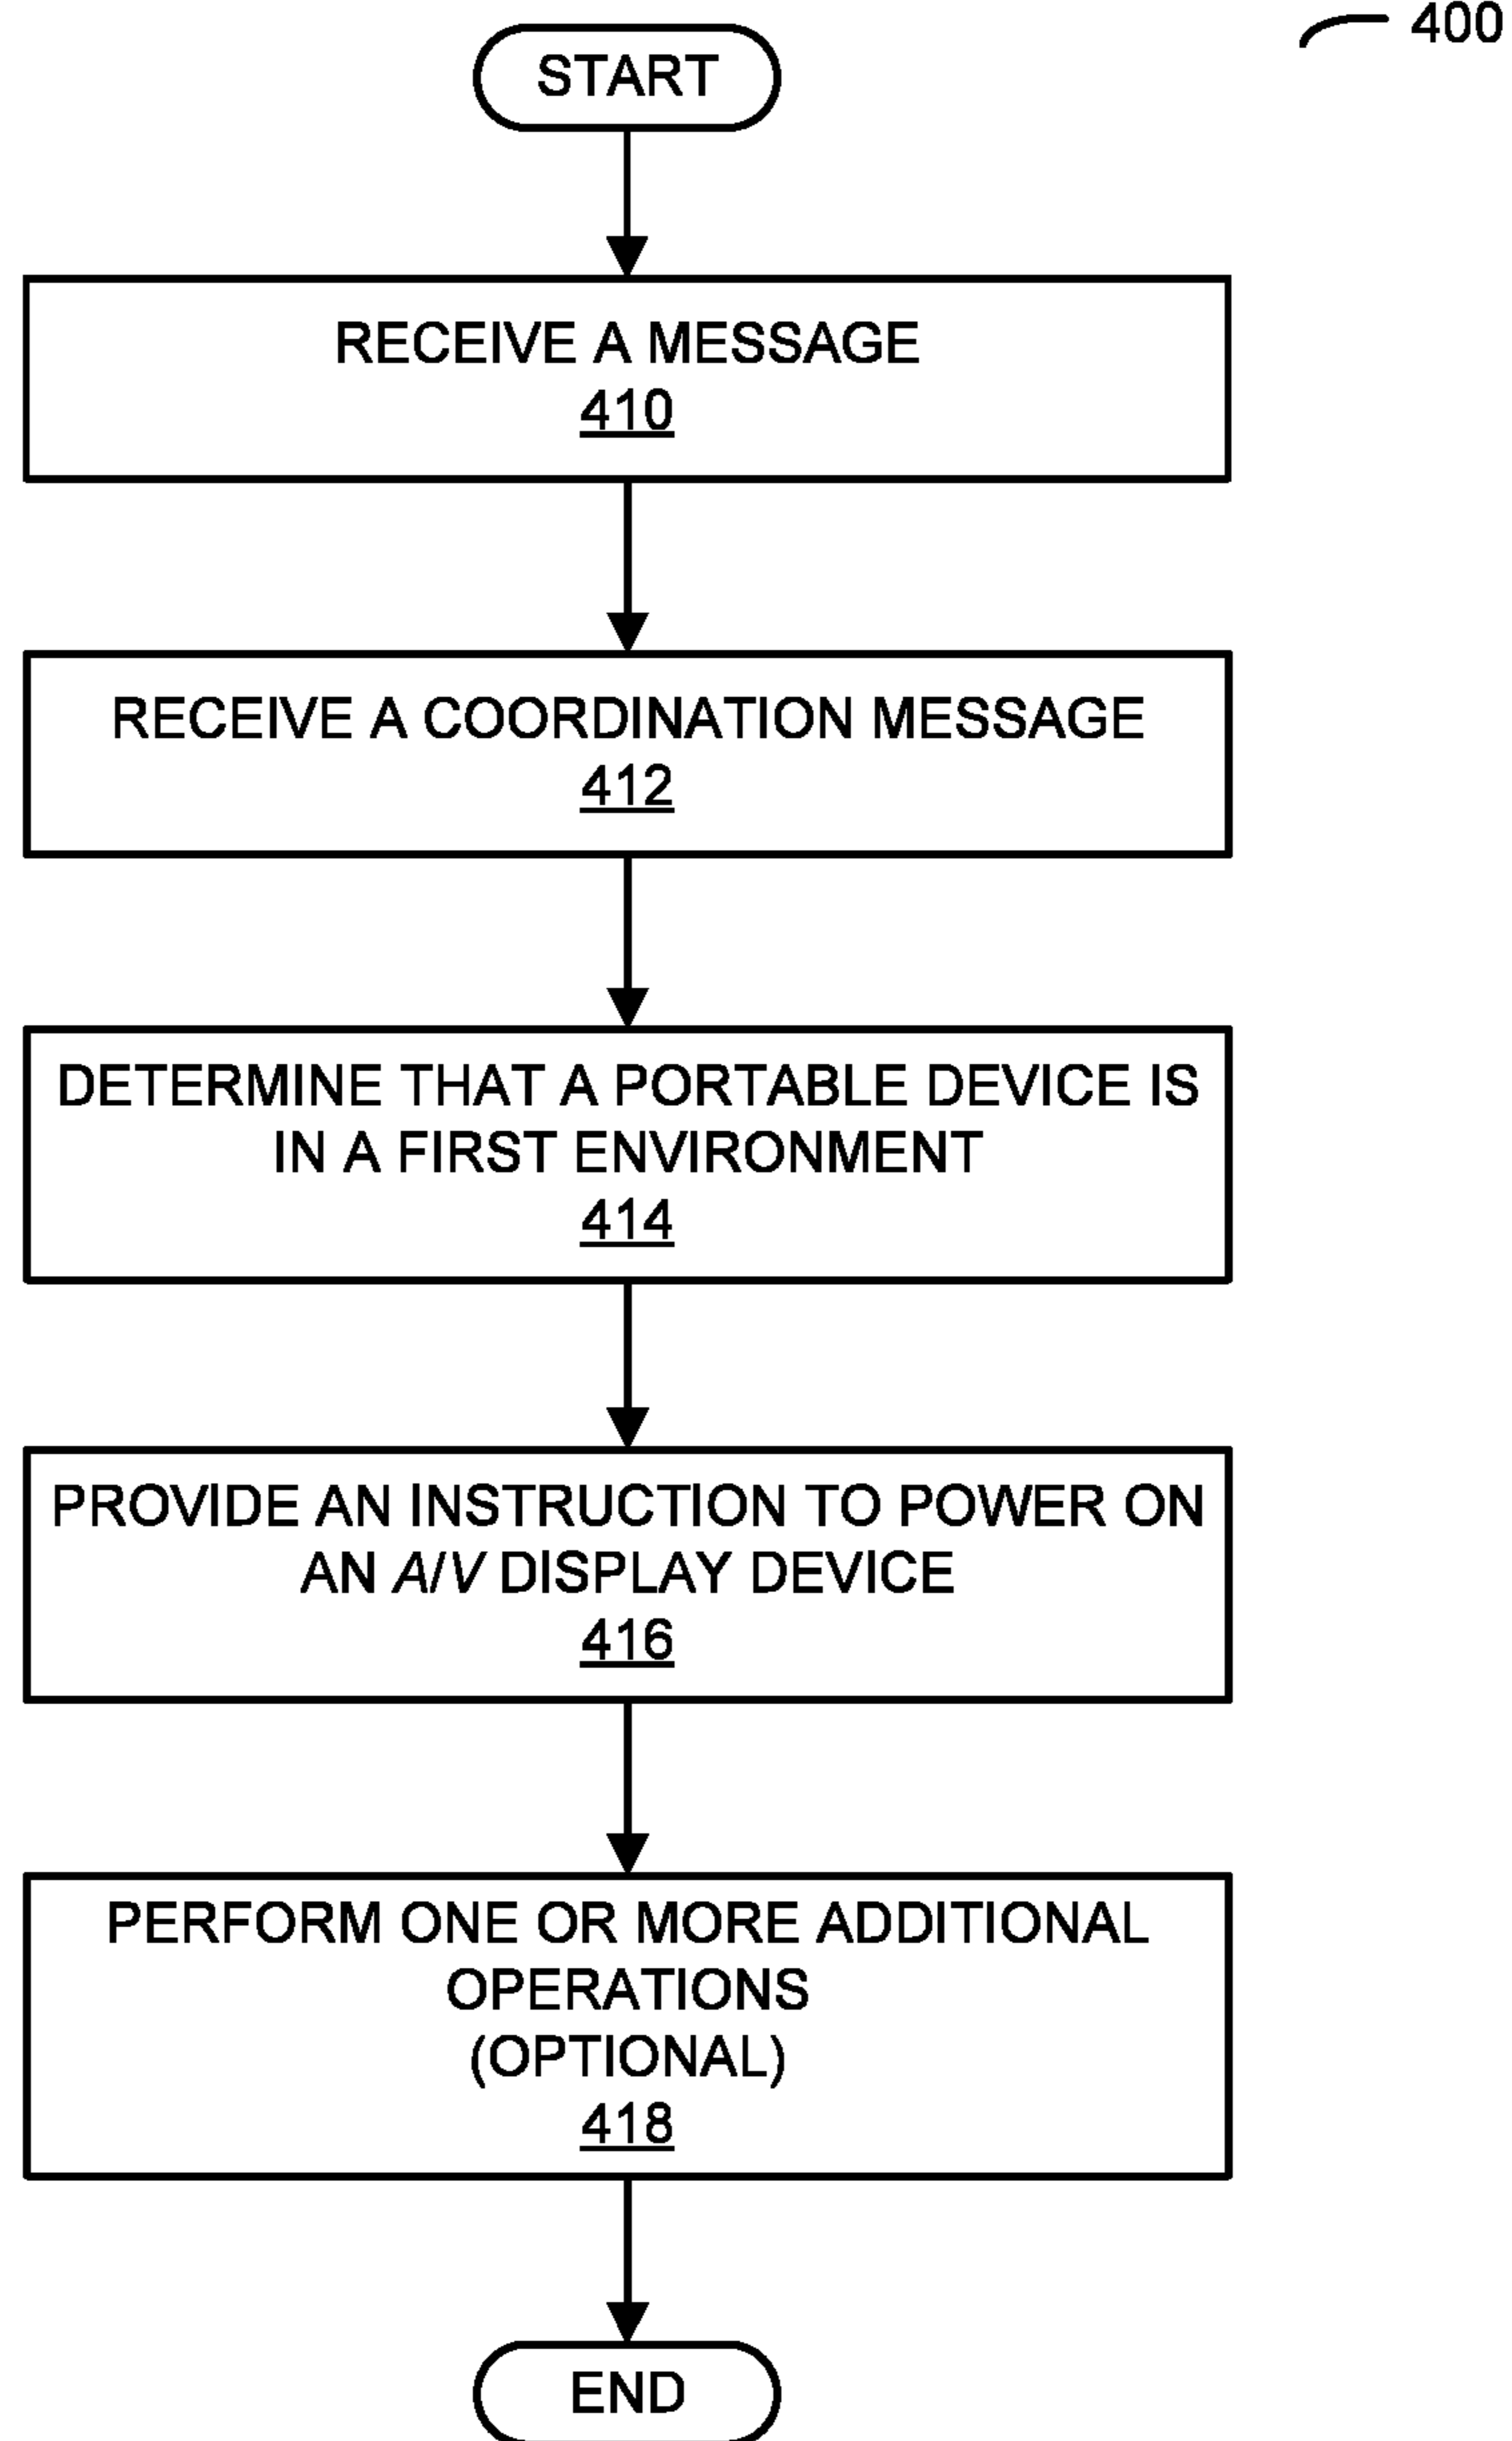 400
START
RECEIVE A MESSAGE
410
RECEIVE A COORDINATION MESSAGE
412
DETERMINE THAT A PORTABLE DEVICE IS
IN A FIRST ENVIRONMENT
414
PROVIDE AN INSTRUCTION TO POWER ON
AN A/V DISPLAY DEVICE
416
PERFORM ONE OR MORE ADDITIONAL
OPERATIONS
(OPTIONAL)
418
END